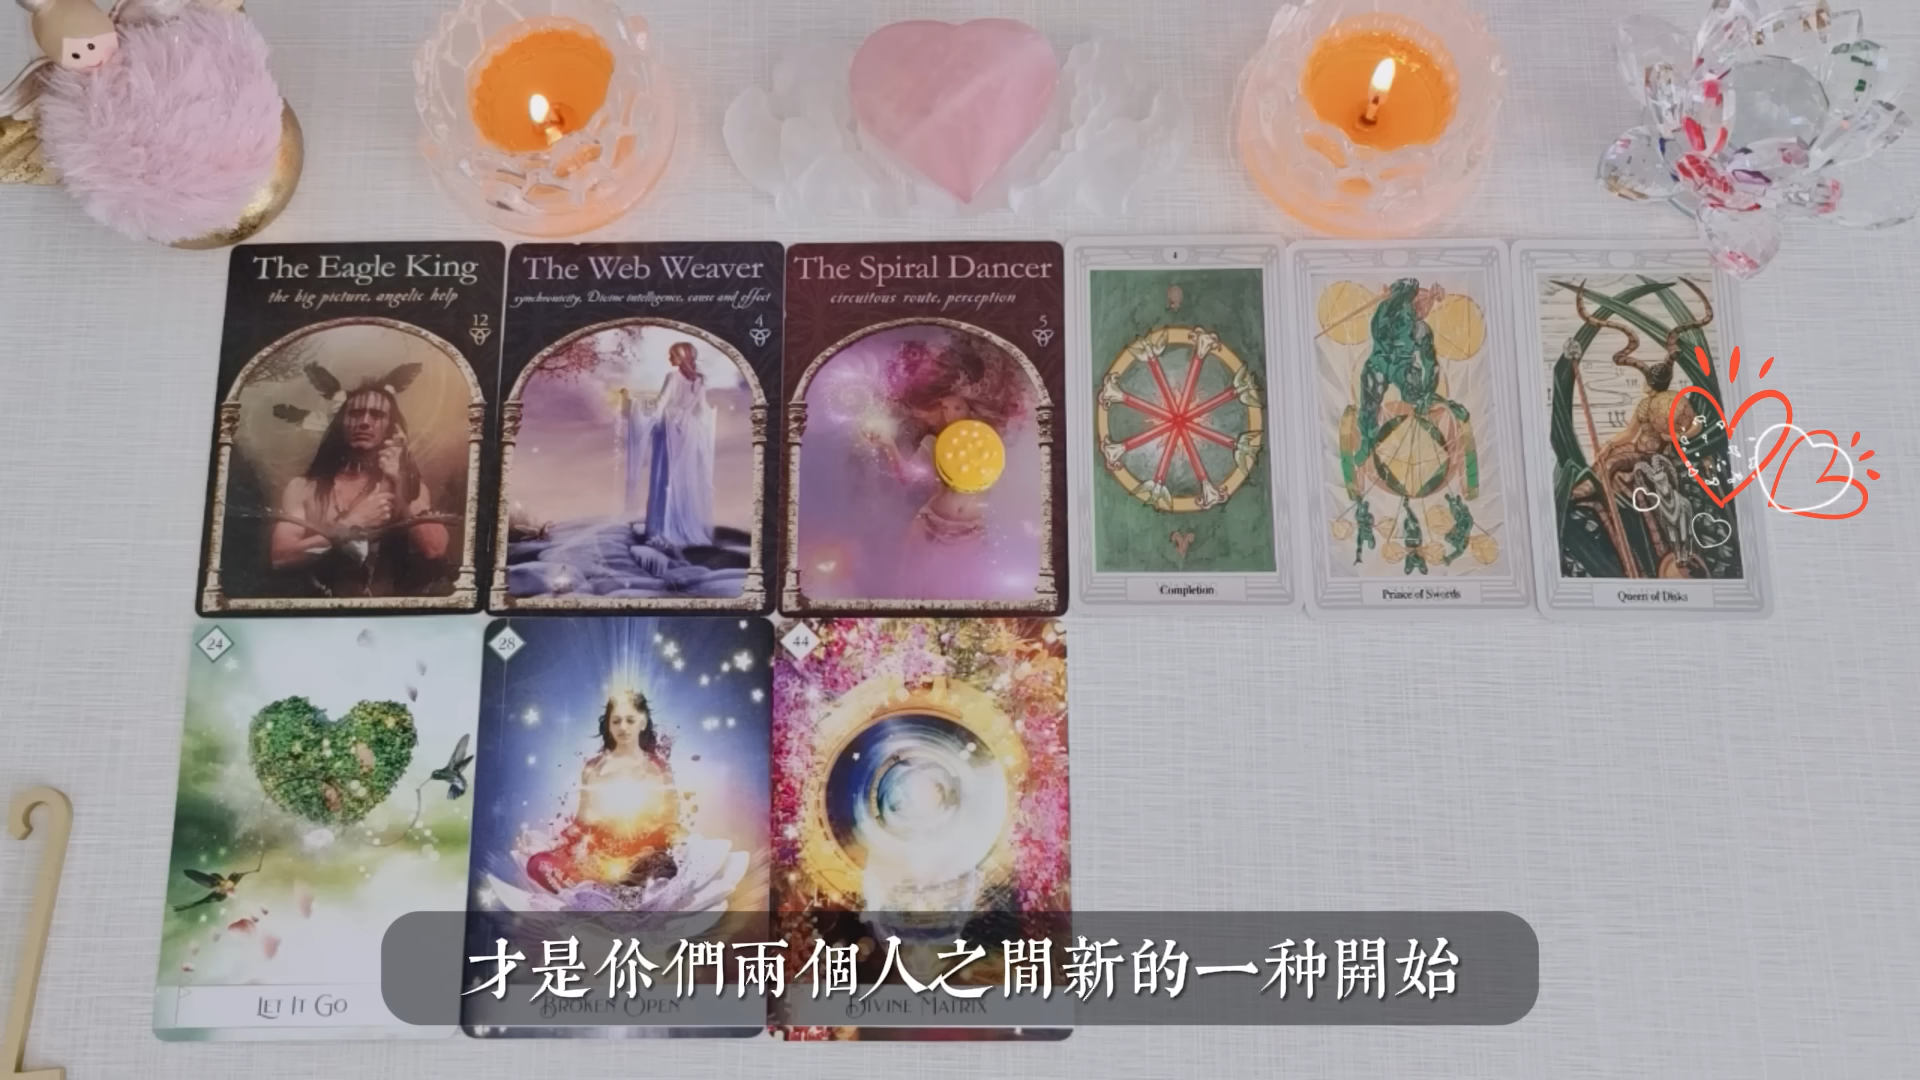 The Eagle King
the big picture, angelic help
12
The Web Weaver
synchronicity, Divine intelligence, cause and effect
4
The Spiral Dancer
circuitous route, perception
5
4
Completion
Prince of Swords
Queen of Disks
24
LET IT GO
28
BROKEN OPEN
44
DIVINE MATRIX
才是你們兩個人之間新的一种開始